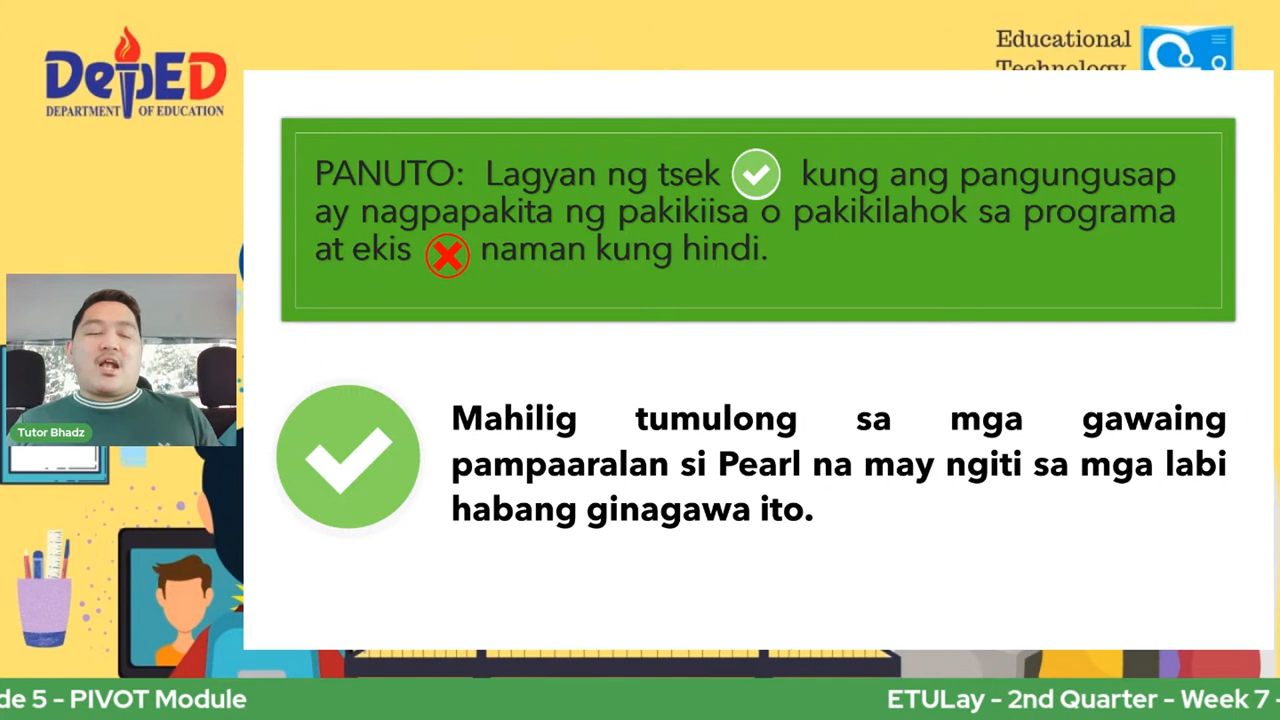 DepED
DEPARTMENT OF EDUCATION
Educational
Technology
PANUTO: Lagyan ng tsek kung ang pangungusap
ay nagpapakita ng pakikiisa o pakikilahok sa programa
at ekis naman kung hindi.
Tutor Bhadz
Mahilig tumulong sa mga gawaing
pampaaralan si Pearl na may ngiti sa mga labi
habang ginagawa ito.
de 5 - PIVOT Module
ETULay - 2nd Quarter - Week 7 -